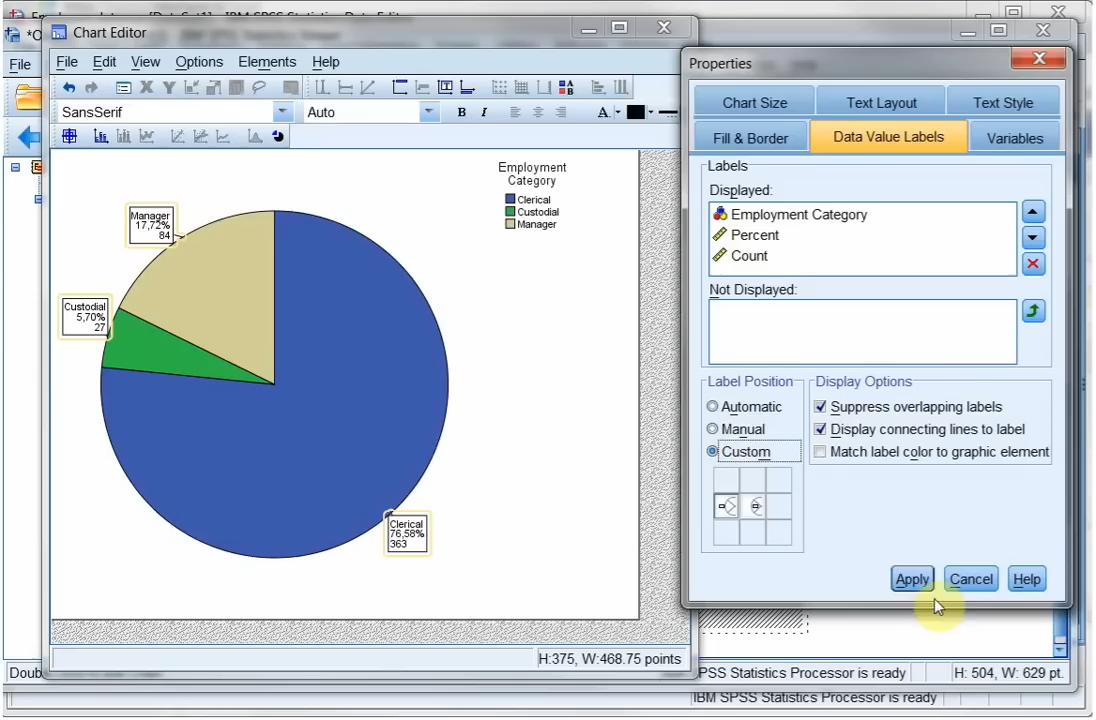 Chart Editor
*O
File
File Edit View Options Elements Help
X Y
SansSerif
Auto
B I
A
Employment
Category
Clerical
Custodial
Manager
Manager
17,72%
84
Custodial
5,70%
27
Clerical
76,58%
363
H:375, W:468.75 points
Properties
Chart Size
Text Layout
Text Style
Fill & Border
Data Value Labels
Variables
Labels
Displayed:
Employment Category
Percent
Count
Not Displayed:
Label Position
Automatic
Manual
Custom
Display Options
Suppress overlapping labels
Display connecting lines to label
Match label color to graphic element
Apply
Cancel
Help
Doub
SPSS Statistics Processor is ready
H: 504, W: 629 pt.
IBM SPSS Statistics Processor is ready